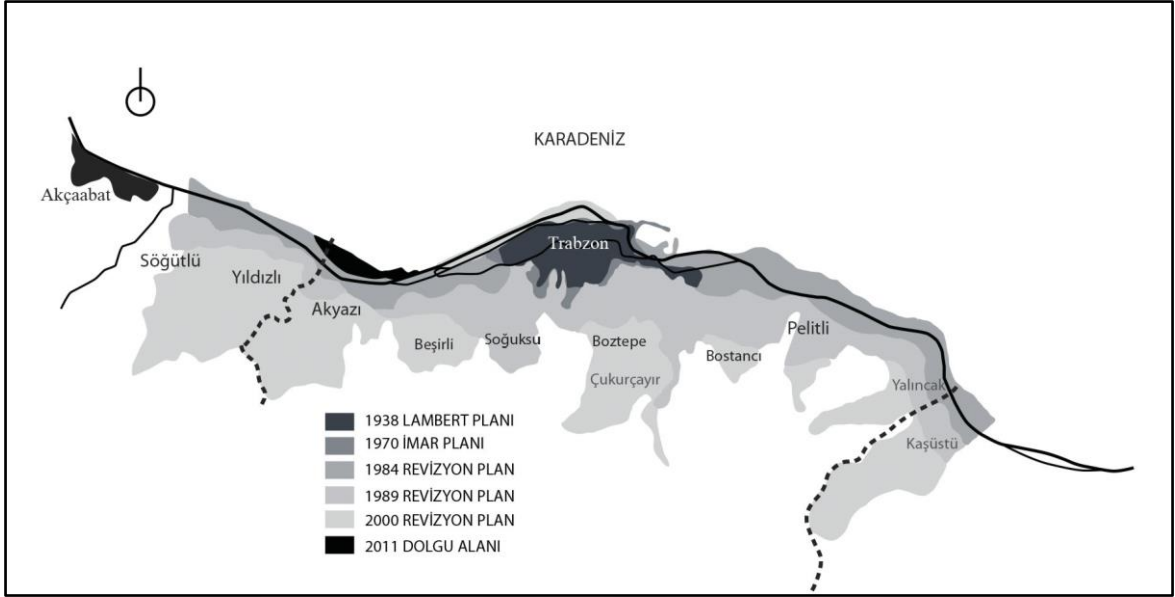 KARADENİZ
Akçaabat
Trabzon
Söğütlü
Yıldızlı
Akyazı
Beşirli
Soğuksu
Boztepe
Bostancı
Pelitli
Çukurçayır
Yalıncak
Kaşüstü
1938 LAMBERT PLANI
1970 İMAR PLANI
1984 REVİZYON PLAN
1989 REVİZYON PLAN
2000 REVİZYON PLAN
2011 DOLGU ALANI